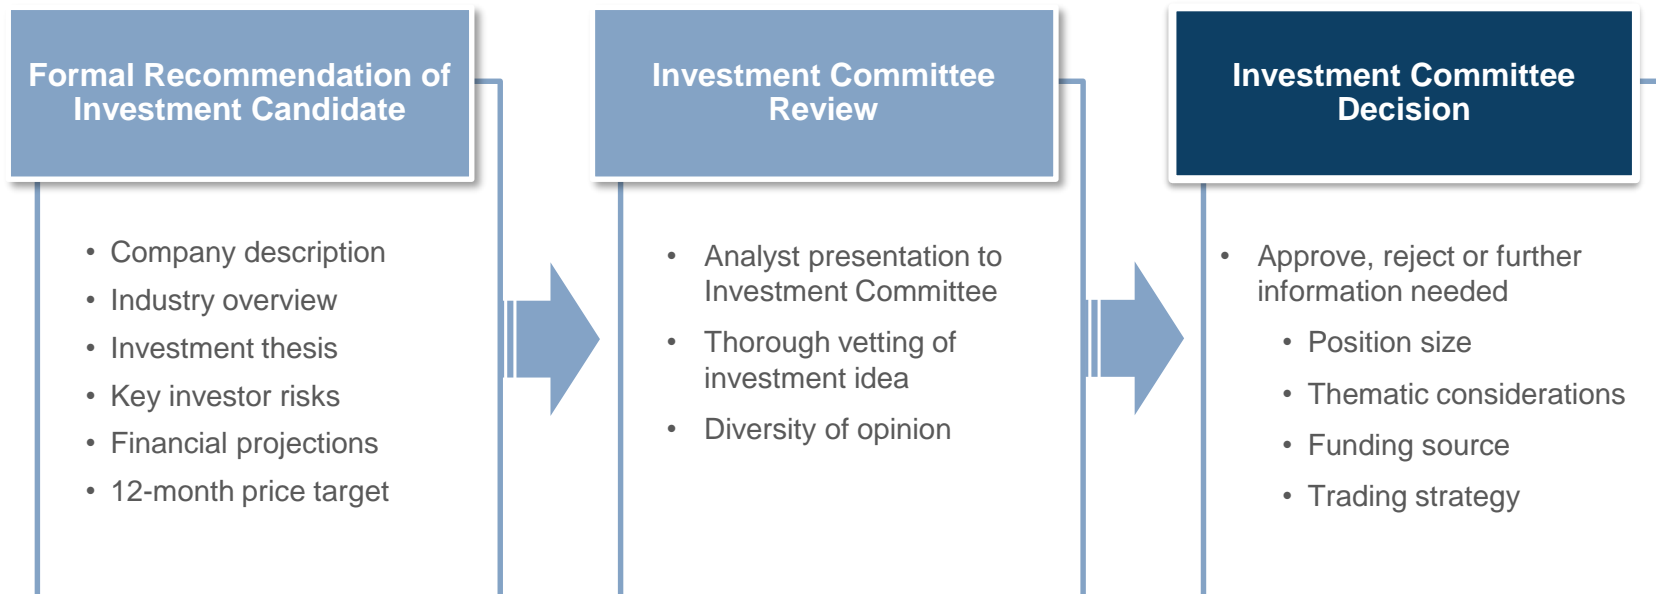 Formal Recommendation of
Investment Candidate
• Company description
• Industry overview
• Investment thesis
• Key investor risks
• Financial projections
• 12-month price target
Investment Committee
Review
• Analyst presentation to
Investment Committee
• Thorough vetting of
investment idea
• Diversity of opinion
Investment Committee
Decision
• Approve, reject or further
information needed
• Position size
• Thematic considerations
• Funding source
• Trading strategy